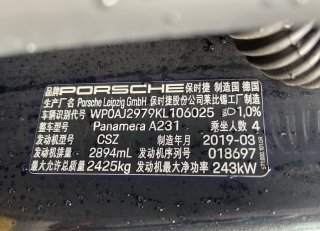 品牌 PORSCHE 保时捷 制造国 德国
生产厂名 Porsche Leipzig GmbH 保时捷股份公司莱比锡工厂制造
车辆识别代号 WP0AJ2979KL106025 1,0%
整车型号 Panamera A231 乘坐人数 4
发动机型号 CSZ 制造年月 2019-03
发动机排量 2894mL 发动机序列号 018697
最大允许总质量 2425kg 发动机最大净功率 243kW